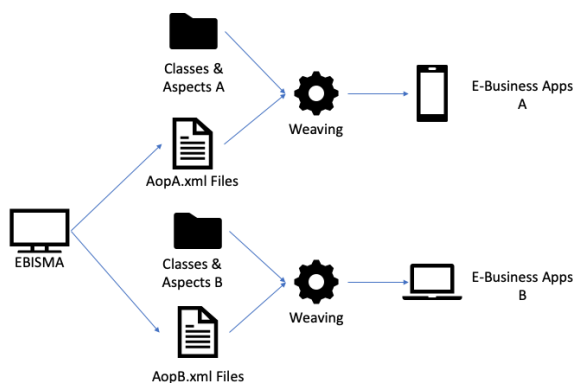 Classes &
Aspects A
Weaving
E-Business Apps
A
AopA.xml Files
EBISMA
Classes &
Aspects B
Weaving
E-Business Apps
B
AopB.xml Files